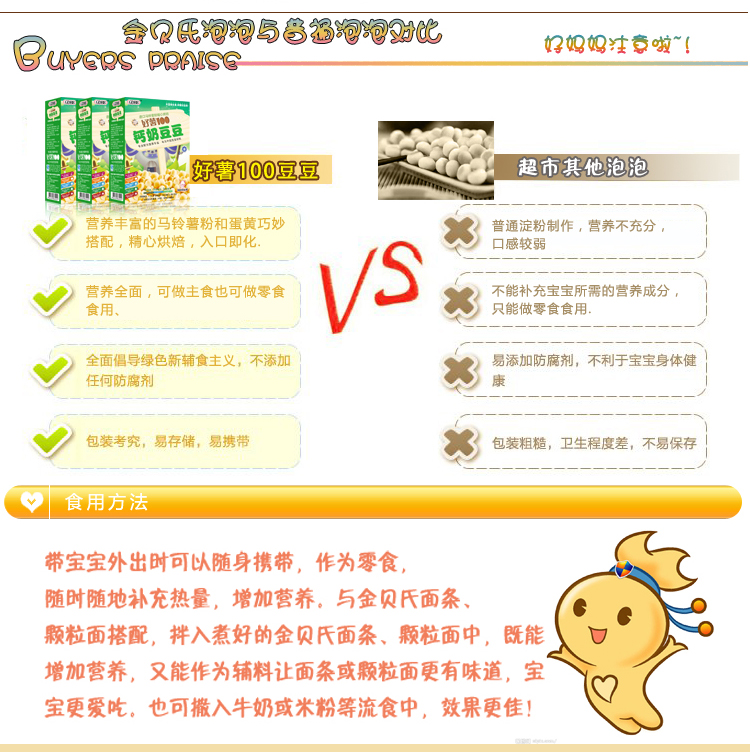 金贝氏泡泡与普通泡泡对比
BUYERS PRAISE
好妈妈注意啦~!
好薯100
钙奶豆豆
好薯100豆豆
超市其他泡泡
营养丰富的马铃薯粉和蛋黄巧妙
搭配，精心烘焙，入口即化.
普通淀粉制作，营养不充分，
口感较弱
VS
营养全面，可做主食也可做零食
食用、
不能补充宝宝所需的营养成分，
只能做零食食用.
全面倡导绿色新辅食主义，不添加
任何防腐剂
易添加防腐剂，不利于宝宝身体健
康
包装考究，易存储，易携带
包装粗糙，卫生程度差，不易保存
食用方法
带宝宝外出时可以随身携带，作为零食，
随时随地补充热量，增加营养。与金贝氏面条、
颗粒面搭配，拌入煮好的金贝氏面条、颗粒面中，既能
增加营养，又能作为辅料让面条或颗粒面更有味道，宝
宝更爱吃。也可撒入牛奶或米粉等流食中，效果更佳！